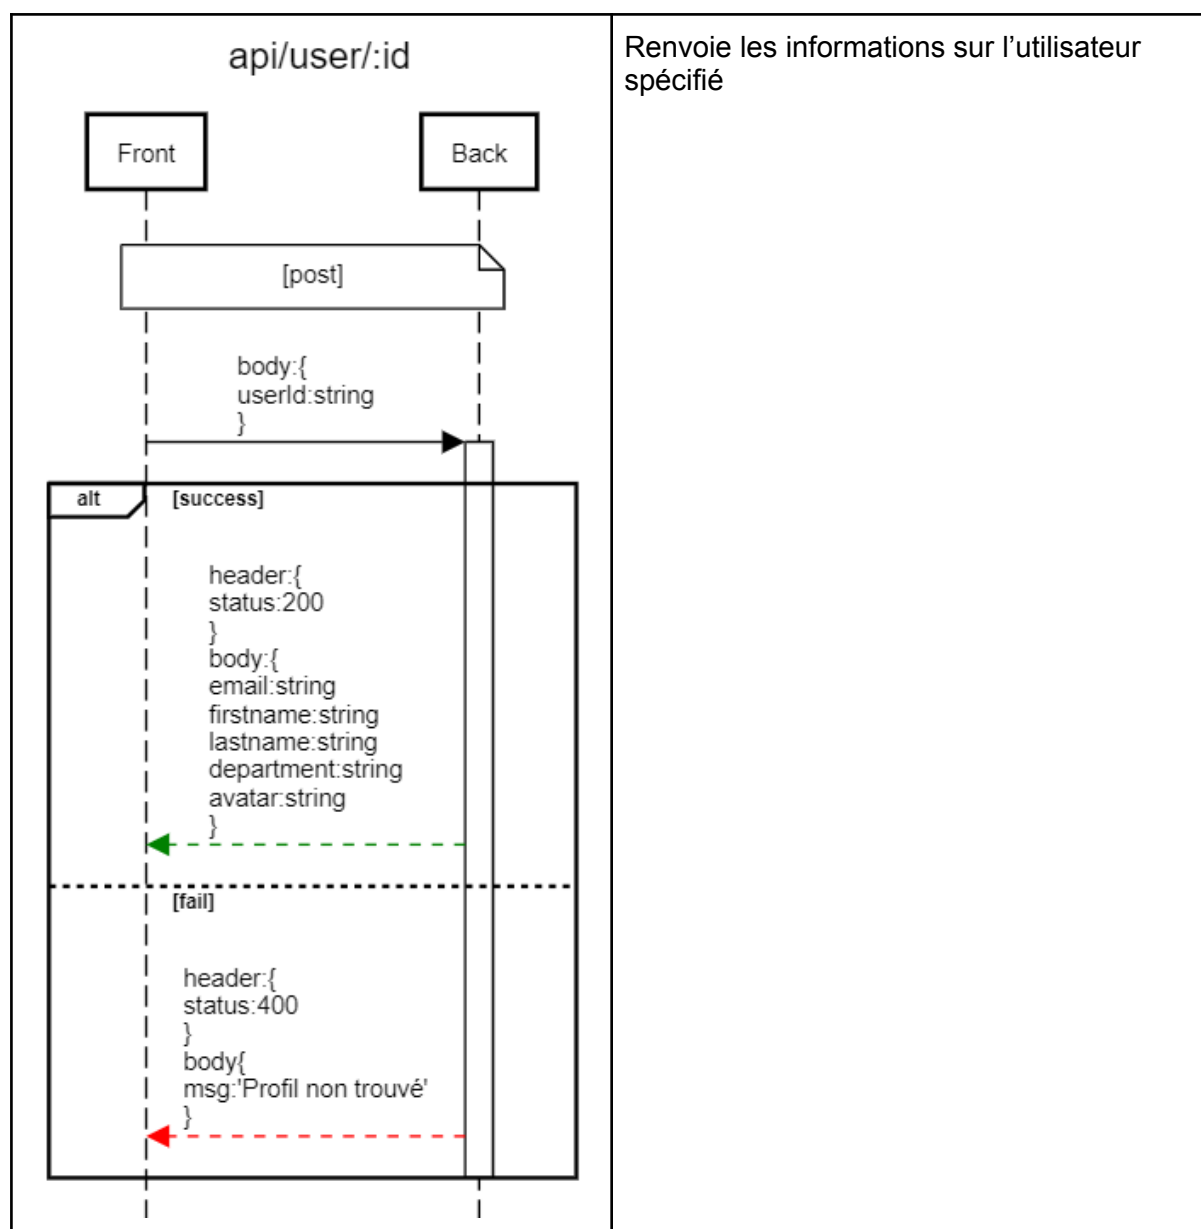 api/user/:id
Front
Back
[post]
body:{
userId:string
}
alt
[success]
header:{
status:200
}
body:{
email:string
firstname:string
lastname:string
department:string
avatar:string
}
[fail]
header:{
status:400
}
body{
msg:'Profil non trouvé'
}
Renvoie les informations sur l’utilisateur
spécifié